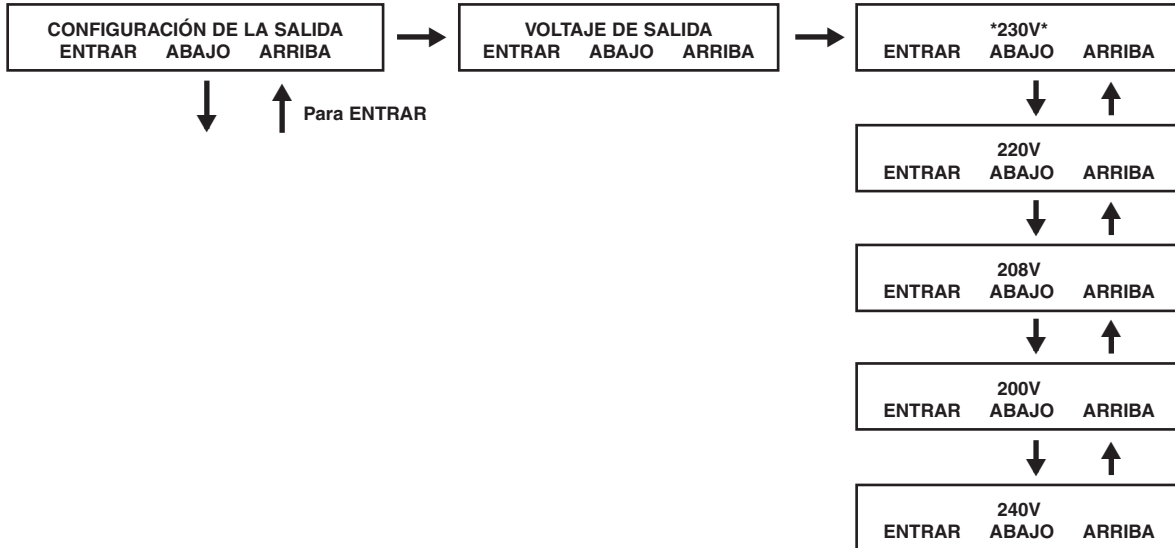 CONFIGURACIÓN DE LA SALIDA
ENTRAR ABAJO ARRIBA
Para ENTRAR
VOLTAJE DE SALIDA
ENTRAR ABAJO ARRIBA
*230V*
ENTRAR ABAJO ARRIBA
220V
ENTRAR ABAJO ARRIBA
208V
ENTRAR ABAJO ARRIBA
200V
ENTRAR ABAJO ARRIBA
240V
ENTRAR ABAJO ARRIBA